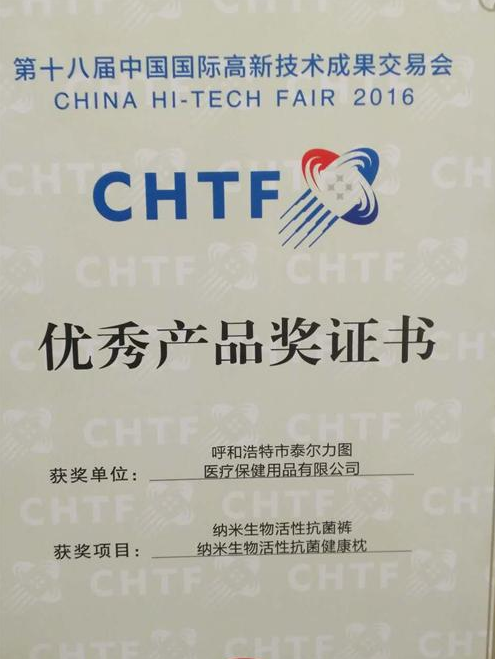 第十八届中国国际高新技术成果交易会
CHINA HI-TECH FAIR 2016
CHTF
优秀产品奖证书
呼和浩特市泰尔力图
获奖单位：医疗保健用品有限公司
纳米生物活性抗菌裤
获奖项目：纳米生物活性抗菌健康枕